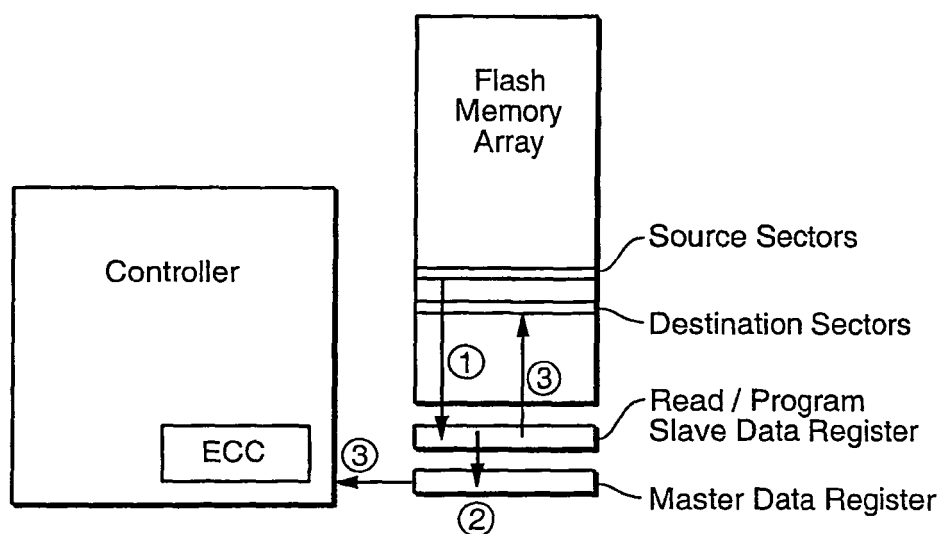 Flash
Memory
Array
Controller
Source Sectors
Destination Sectors
①
③
Read / Program
Slave Data Register
ECC
③
Master Data Register
②